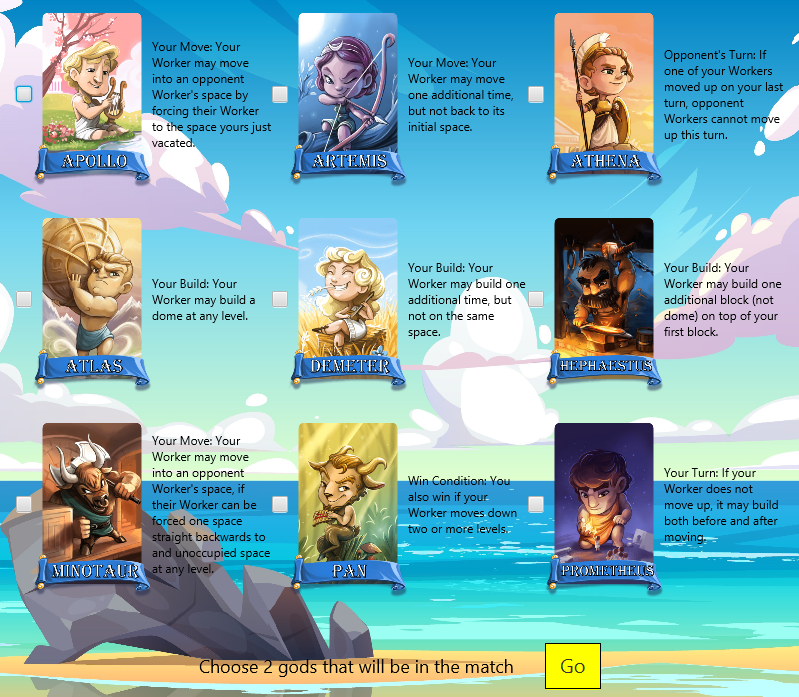 Your Move: Your
Worker may move
into an opponent
Worker's space by
forcing their Worker
to the space yours just
vacated.
APOLLO
Your Move: Your
Worker may move
one additional time,
but not back to its
initial space.
ARTEMIS
Opponent's Turn: If
one of your Workers
moved up on your last
turn, opponent
Workers cannot move
up this turn.
ATHENA
Your Build: Your
Worker may build a
dome at any level.
ATLAS
Your Build: Your
Worker may build one
additional time, but
not on the same
space.
DEMETER
Your Build: Your
Worker may build one
additional block (not
dome) on top of your
first block.
HEPHAESTUS
Your Move: Your
Worker may move
into an opponent
Worker's space, if
their Worker can be
forced one space
straight backwards to
and unoccupied space
at any level.
MINOTAUR
Win Condition: You
also win if your
Worker moves down
two or more levels.
PAN
Your Turn: If your
Worker does not
move up, it may build
both before and after
moving.
PROMETHEUS
Choose 2 gods that will be in the match
Go